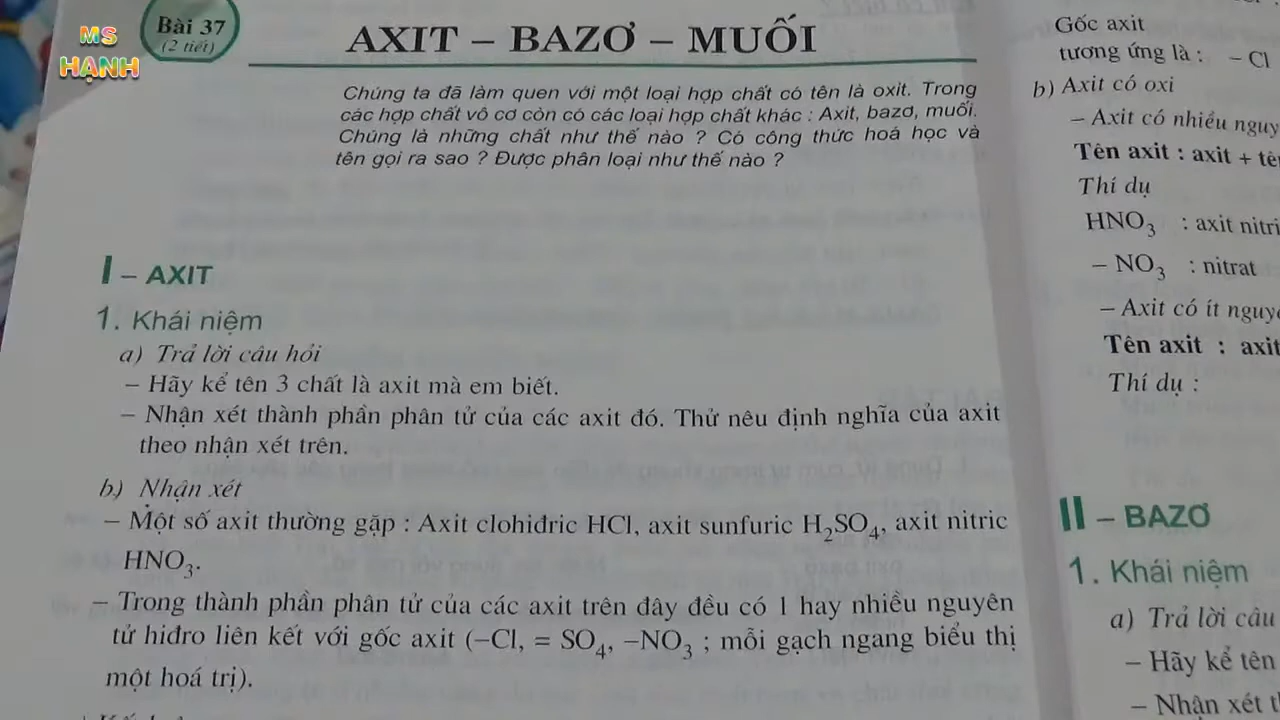 MS
HẠNH
Bài 37
(2 tiết)
AXIT – BAZƠ – MUỐI
Chúng ta đã làm quen với một loại hợp chất có tên là oxit. Trong
các hợp chất vô cơ còn có các loại hợp chất khác : Axit, bazơ, muối.
Chúng là những chất như thế nào ? Có công thức hoá học và
tên gọi ra sao ? Được phân loại như thế nào ?
I – AXIT
1. Khái niệm
a) Trả lời câu hỏi
– Hãy kể tên 3 chất là axit mà em biết.
– Nhận xét thành phần phân tử của các axit đó. Thử nêu định nghĩa của axit
theo nhận xét trên.
b) Nhận xét
– Một số axit thường gặp : Axit clohiđric HCl, axit sunfuric H₂SO₄, axit nitric
HNO₃.
– Trong thành phần phân tử của các axit trên đây đều có 1 hay nhiều nguyên
tử hiđro liên kết với gốc axit (–Cl, = SO₄, –NO₃ ; mỗi gạch ngang biểu thị
một hoá trị).
Gốc axit
tương ứng là : – Cl
b) Axit có oxi
– Axit có nhiều
Tên axit : axit +
Thí dụ
HNO₃ : axit
– NO₃ : nitrat
– Axit có ít
Tên axit : axit
Thí dụ :
II – BAZƠ
1. Khái niệm
a) Trả lời câu
– Hãy kể tên
– Nhận xét